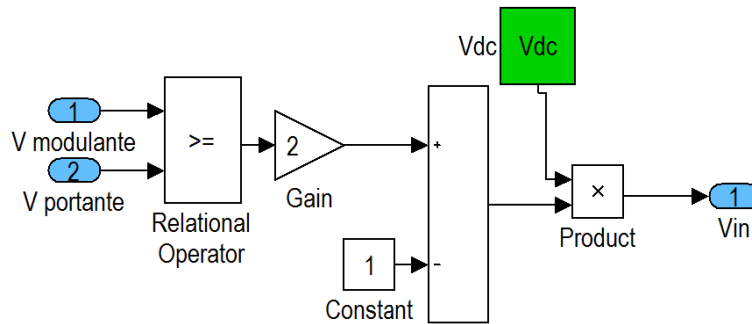 Vdc
Vdc
1
V modulante
2
V portante
>=
Relational
Operator
2
Gain
+
1
Constant
-
×
Product
1
Vin